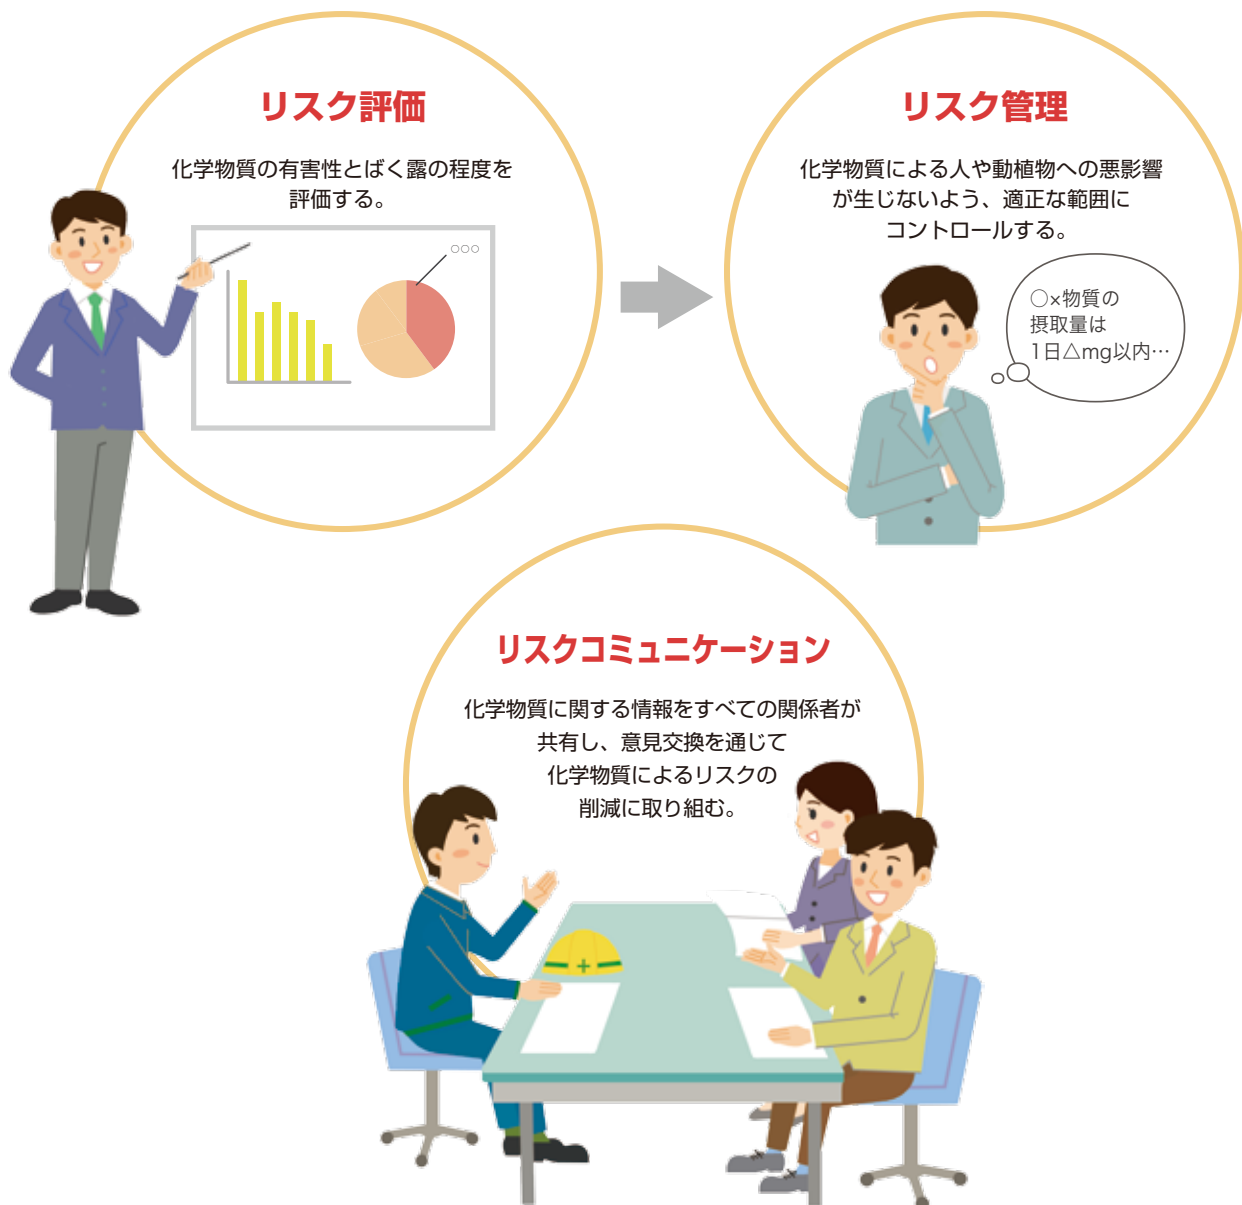 リスク評価
化学物質の有害性とばく露の程度を
評価する。
○○○
リスク管理
化学物質による人や動植物への悪影響
が生じないよう、適正な範囲に
コントロールする。
○×物質の
摂取量は
1日△mg以内…
リスクコミュニケーション
化学物質に関する情報をすべての関係者が
共有し、意見交換を通じて
化学物質によるリスクの
削減に取り組む。